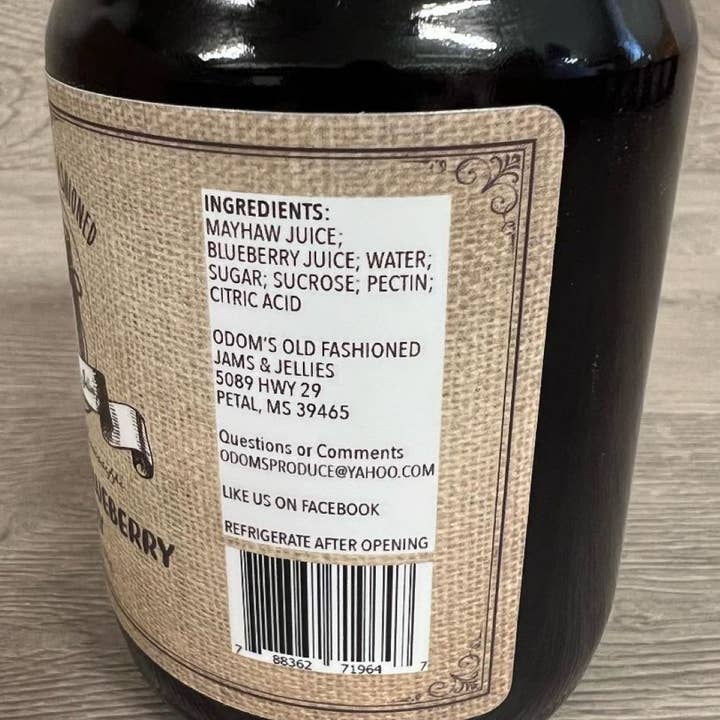 INGREDIENTS:
MAYHAW JUICE;
BLUEBERRY JUICE; WATER;
SUGAR; SUCROSE; PECTIN;
CITRIC ACID
ODOM'S OLD FASHIONED
JAMS & JELLIES
5089 HWY 29
PETAL, MS 39465
Questions or Comments
ODOMSPRODUCE@YAHOO.COM
LIKE US ON FACEBOOK
REFRIGERATE AFTER OPENING
7 88362 71964 7